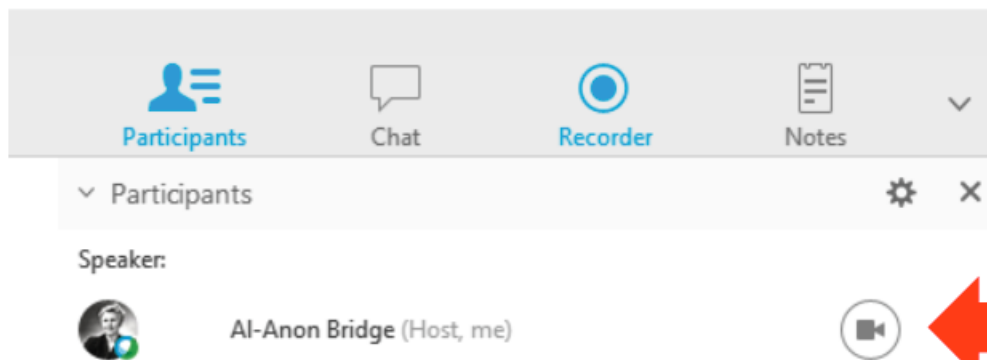 Participants Chat Recorder Notes
Participants
Speaker:
Al-Anon Bridge (Host, me)